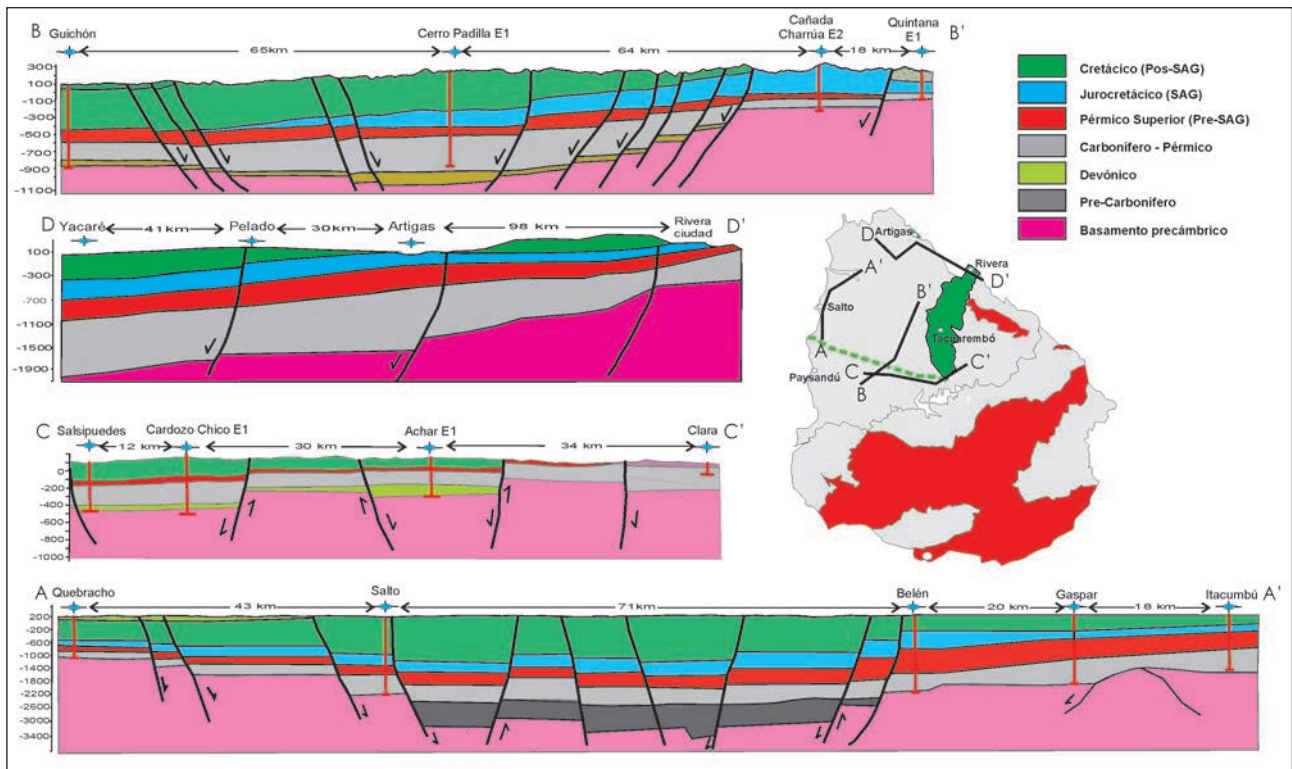 B
Guichón
65km
Cerro Padilla E1
64 km
Cañada
Charrúa E2
18 km
Quintana
E1
B'
300
100
-100
-300
-500
-700
-900
-1100
Cretácico (Pos-SAG)
Jurocretácico (SAG)
Pérmico Superior (Pre-SAG)
Carbonífero - Pérmico
Devónico
Pre-Carbonífero
Basamento precámbrico
D
Yacaré
41km
Pelado
30km
Artigas
98 km
Rivera
ciudad
D'
100
-300
-700
-1100
-1500
-1900
D
Artigas
A'
Rivera
D'
B'
Salto
Tacuarembó
A
Paysandú
C
C'
B
C
Salsipuedes
12 km
Cardozo Chico E1
30 km
Achar E1
34 km
Clara
C'
0
-200
-400
-600
-800
-1000
A
Quebracho
43 km
Salto
71km
Belén
20 km
Gaspar
18km
Itacumbú
A'
200
-200
-600
-1000
-1400
-1800
-2200
-2600
-3000
-3400